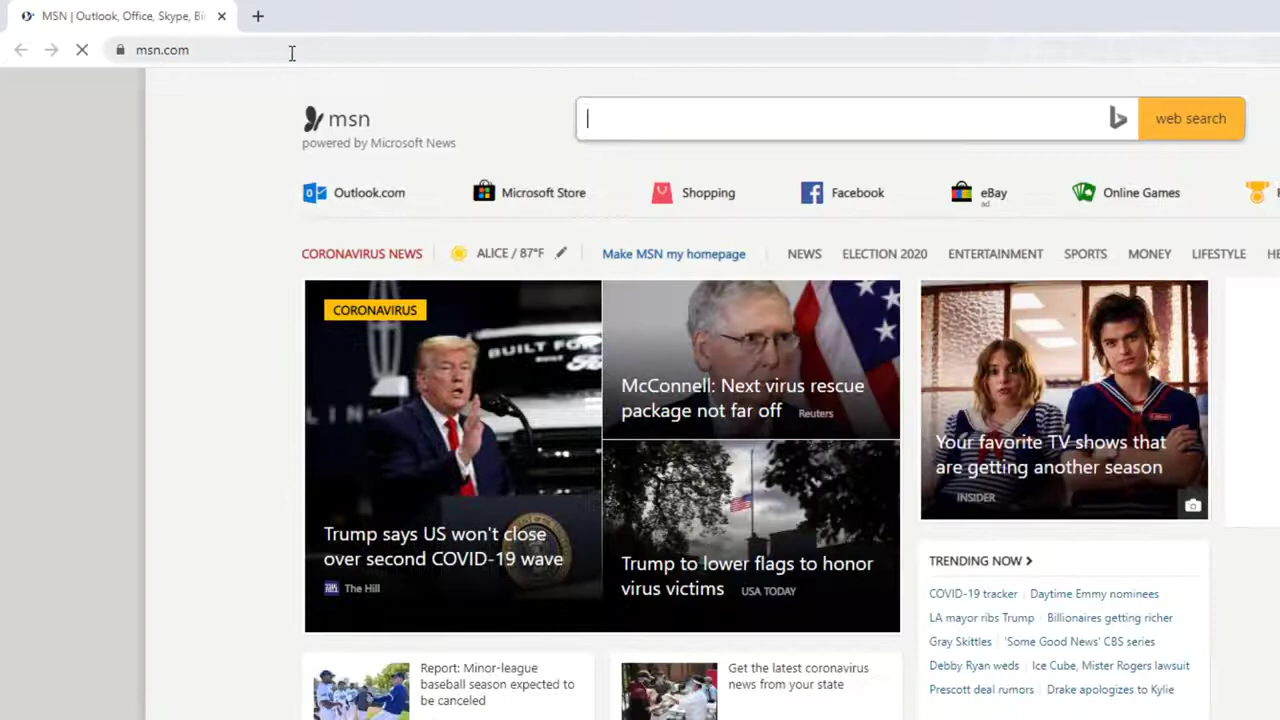 MSN | Outlook, Office, Skype, Bi
msn.com
msn
powered by Microsoft News
web search
Outlook.com
Microsoft Store
Shopping
Facebook
eBay
ad
Online Games
CORONAVIRUS NEWS
ALICE / 87°F
Make MSN my homepage
NEWS
ELECTION 2020
ENTERTAINMENT
SPORTS
MONEY
LIFESTYLE
HE
CORONAVIRUS
BUILT FO
Trump says US won't close
over second COVID-19 wave
The Hill
McConnell: Next virus rescue
package not far off Reuters
Trump to lower flags to honor
virus victims USA TODAY
Your favorite TV shows that
are getting another season
INSIDER
TRENDING NOW
COVID-19 tracker
Daytime Emmy nominees
LA mayor ribs Trump
Billionaires getting richer
Gray Skittles
'Some Good News' CBS series
Debby Ryan weds
Ice Cube, Mister Rogers lawsuit
Prescott deal rumors
Drake apologizes to Kylie
Report: Minor-league
baseball season expected to
be canceled
Get the latest coronavirus
news from your state